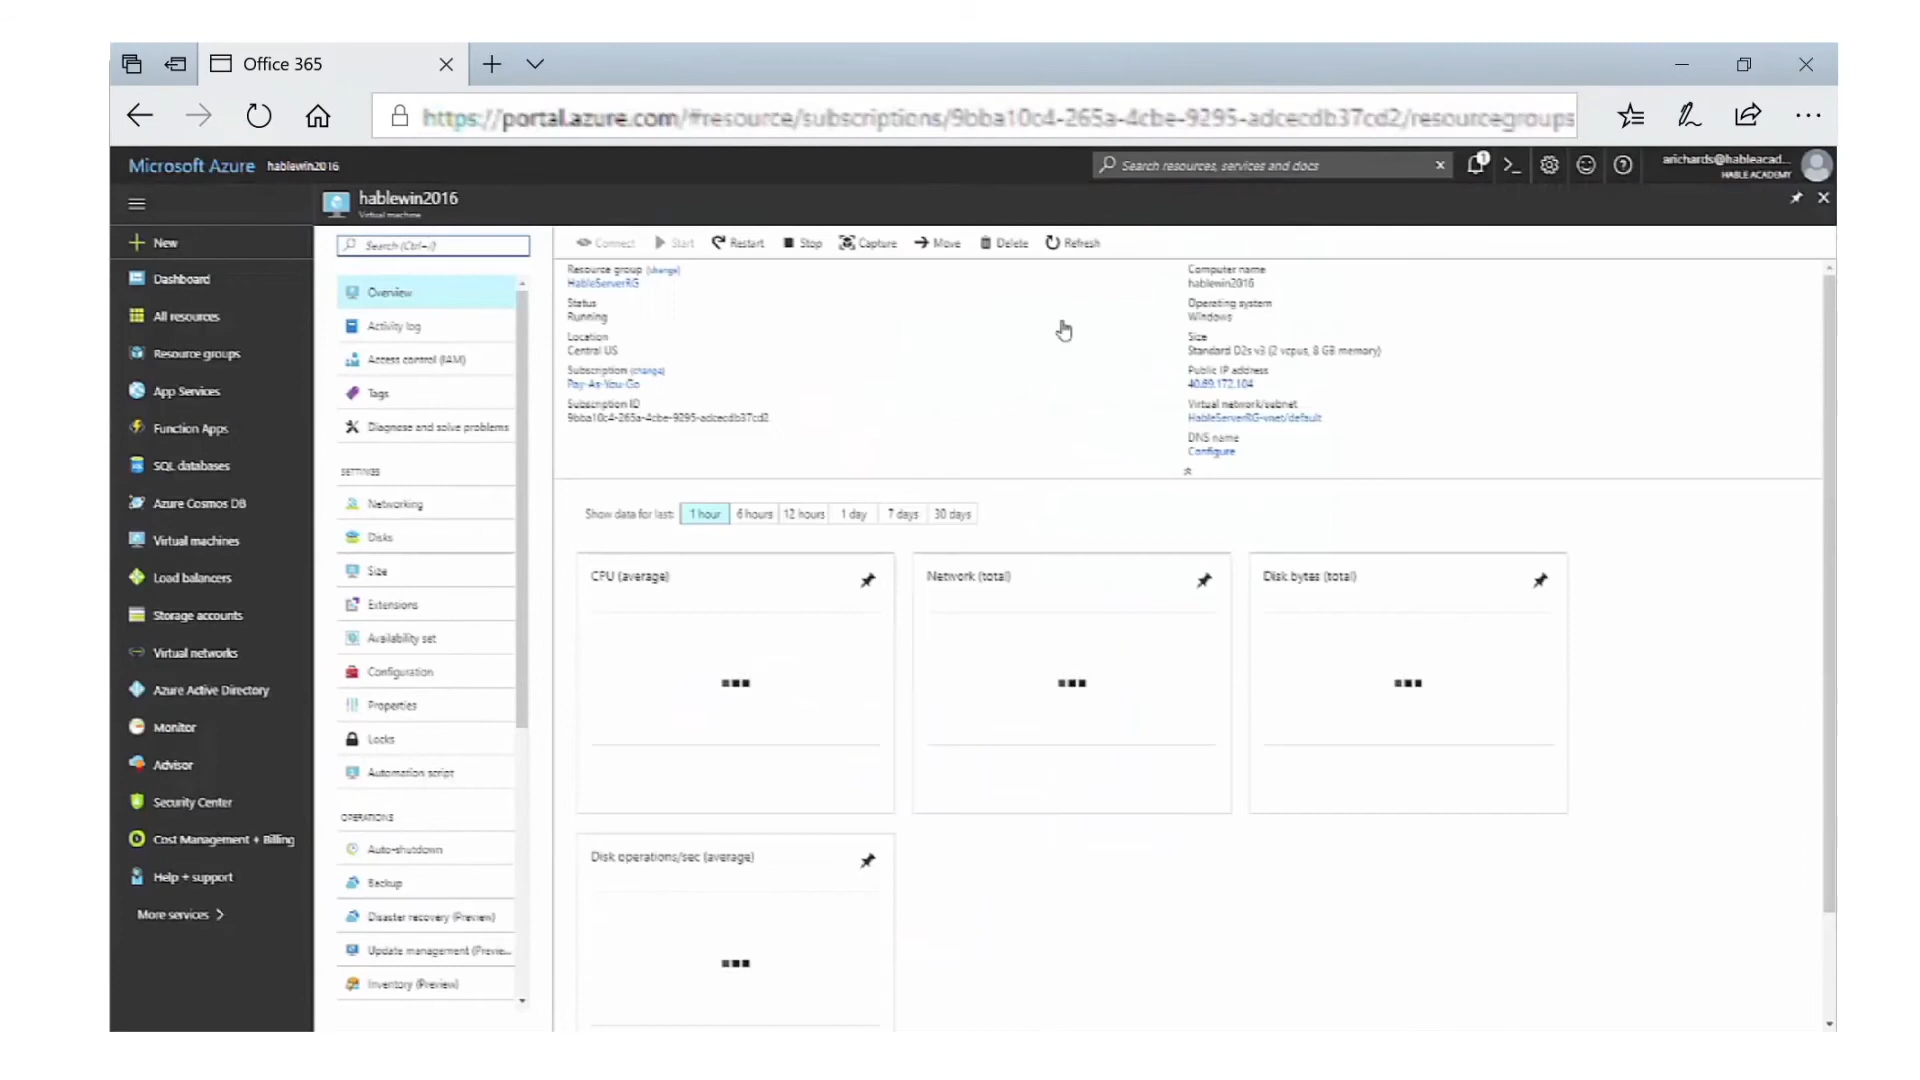 Office 365
https://portal.azure.com/#resource/subscriptions/9bba10c4-265a-4cbe-9295-adcecdb37cd2/resourcegroups
Microsoft Azure hablewin2016
Search resources, services and docs
1
arichards@hableacad...
HABLE ACADEMY
hablewin2016
Virtual machine
New
Dashboard
All resources
Resource groups
App Services
Function Apps
SQL databases
Azure Cosmos DB
Virtual machines
Load balancers
Storage accounts
Virtual networks
Azure Active Directory
Monitor
Advisor
Security Center
Cost Management + Billing
Help + support
More services
Search (Ctrl+/)
Overview
Activity log
Access control (IAM)
Tags
Diagnose and solve problems
SETTINGS
Networking
Disks
Size
Extensions
Availability set
Configuration
Properties
Locks
Automation script
OPERATIONS
Auto-shutdown
Backup
Disaster recovery (Preview)
Update management (Previe...
Inventory (Preview)
Connect Start Restart Stop Capture Move Delete Refresh
Resource group (change)
HableServerRG
Status
Running
Location
Central US
Subscription (change)
Pay-As-You-Go
Subscription ID
9bba10c4-265a-4cbe-9295-adcecdb37cd2
Computer name
hablewin2016
Operating system
Windows
Size
Standard D2s v3 (2 vcpus, 8 GB memory)
Public IP address
40.89.172.104
Virtual network/subnet
HableServerRG-vnet/default
DNS name
Configure
Show data for last: 1 hour 6 hours 12 hours 1 day 7 days 30 days
CPU (average)
Network (total)
Disk bytes (total)
Disk operations/sec (average)